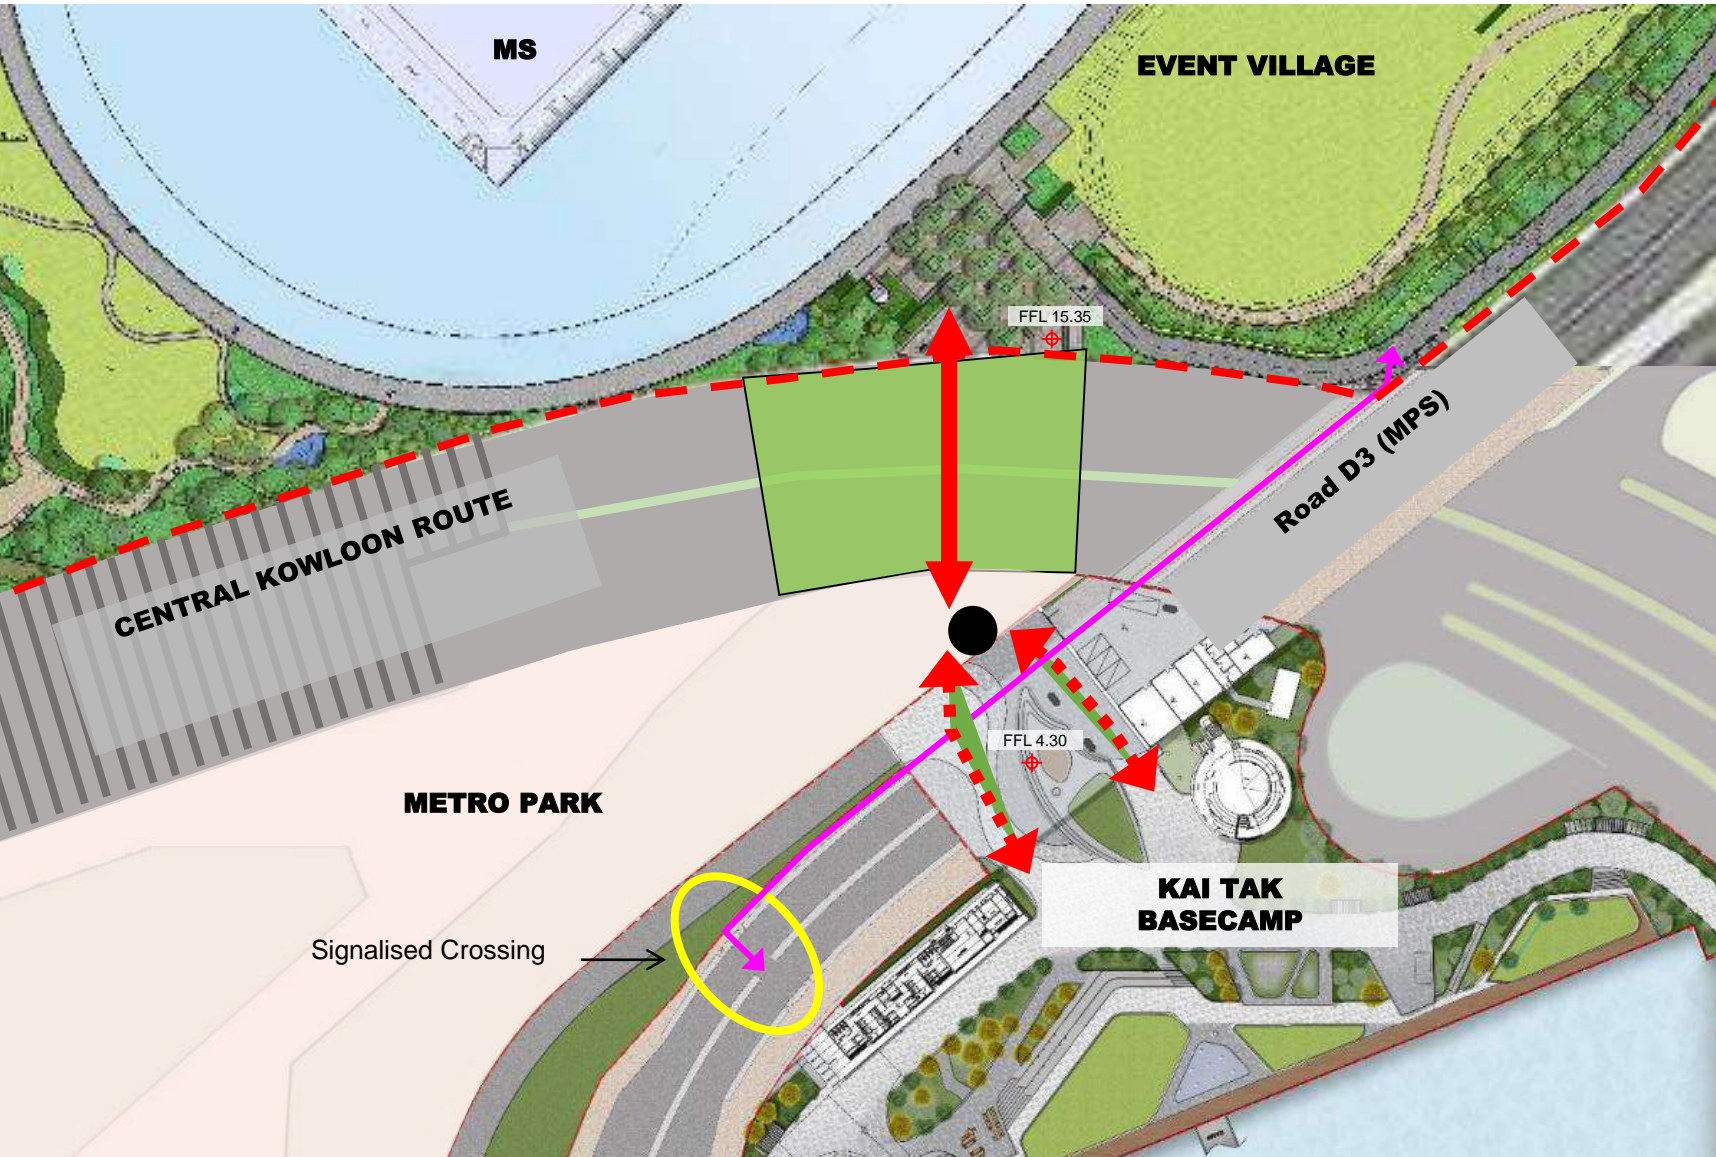 MS
EVENT VILLAGE
FFL 15.35
Road D3 (MPS)
CENTRAL KOWLOON ROUTE
FFL 4.30
METRO PARK
KAI TAK
BASECAMP
Signalised Crossing